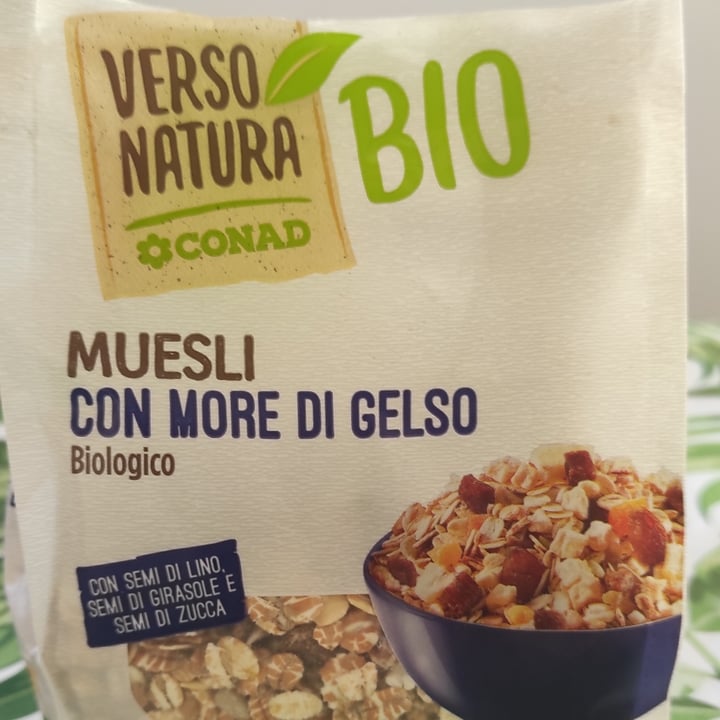 VERSO
NATURA
CONAD
BIO
MUESLI
CON MORE DI GELSO
Biologico
CON SEMI DI LINO,
SEMI DI GIRASOLE E
SEMI DI ZUCCA